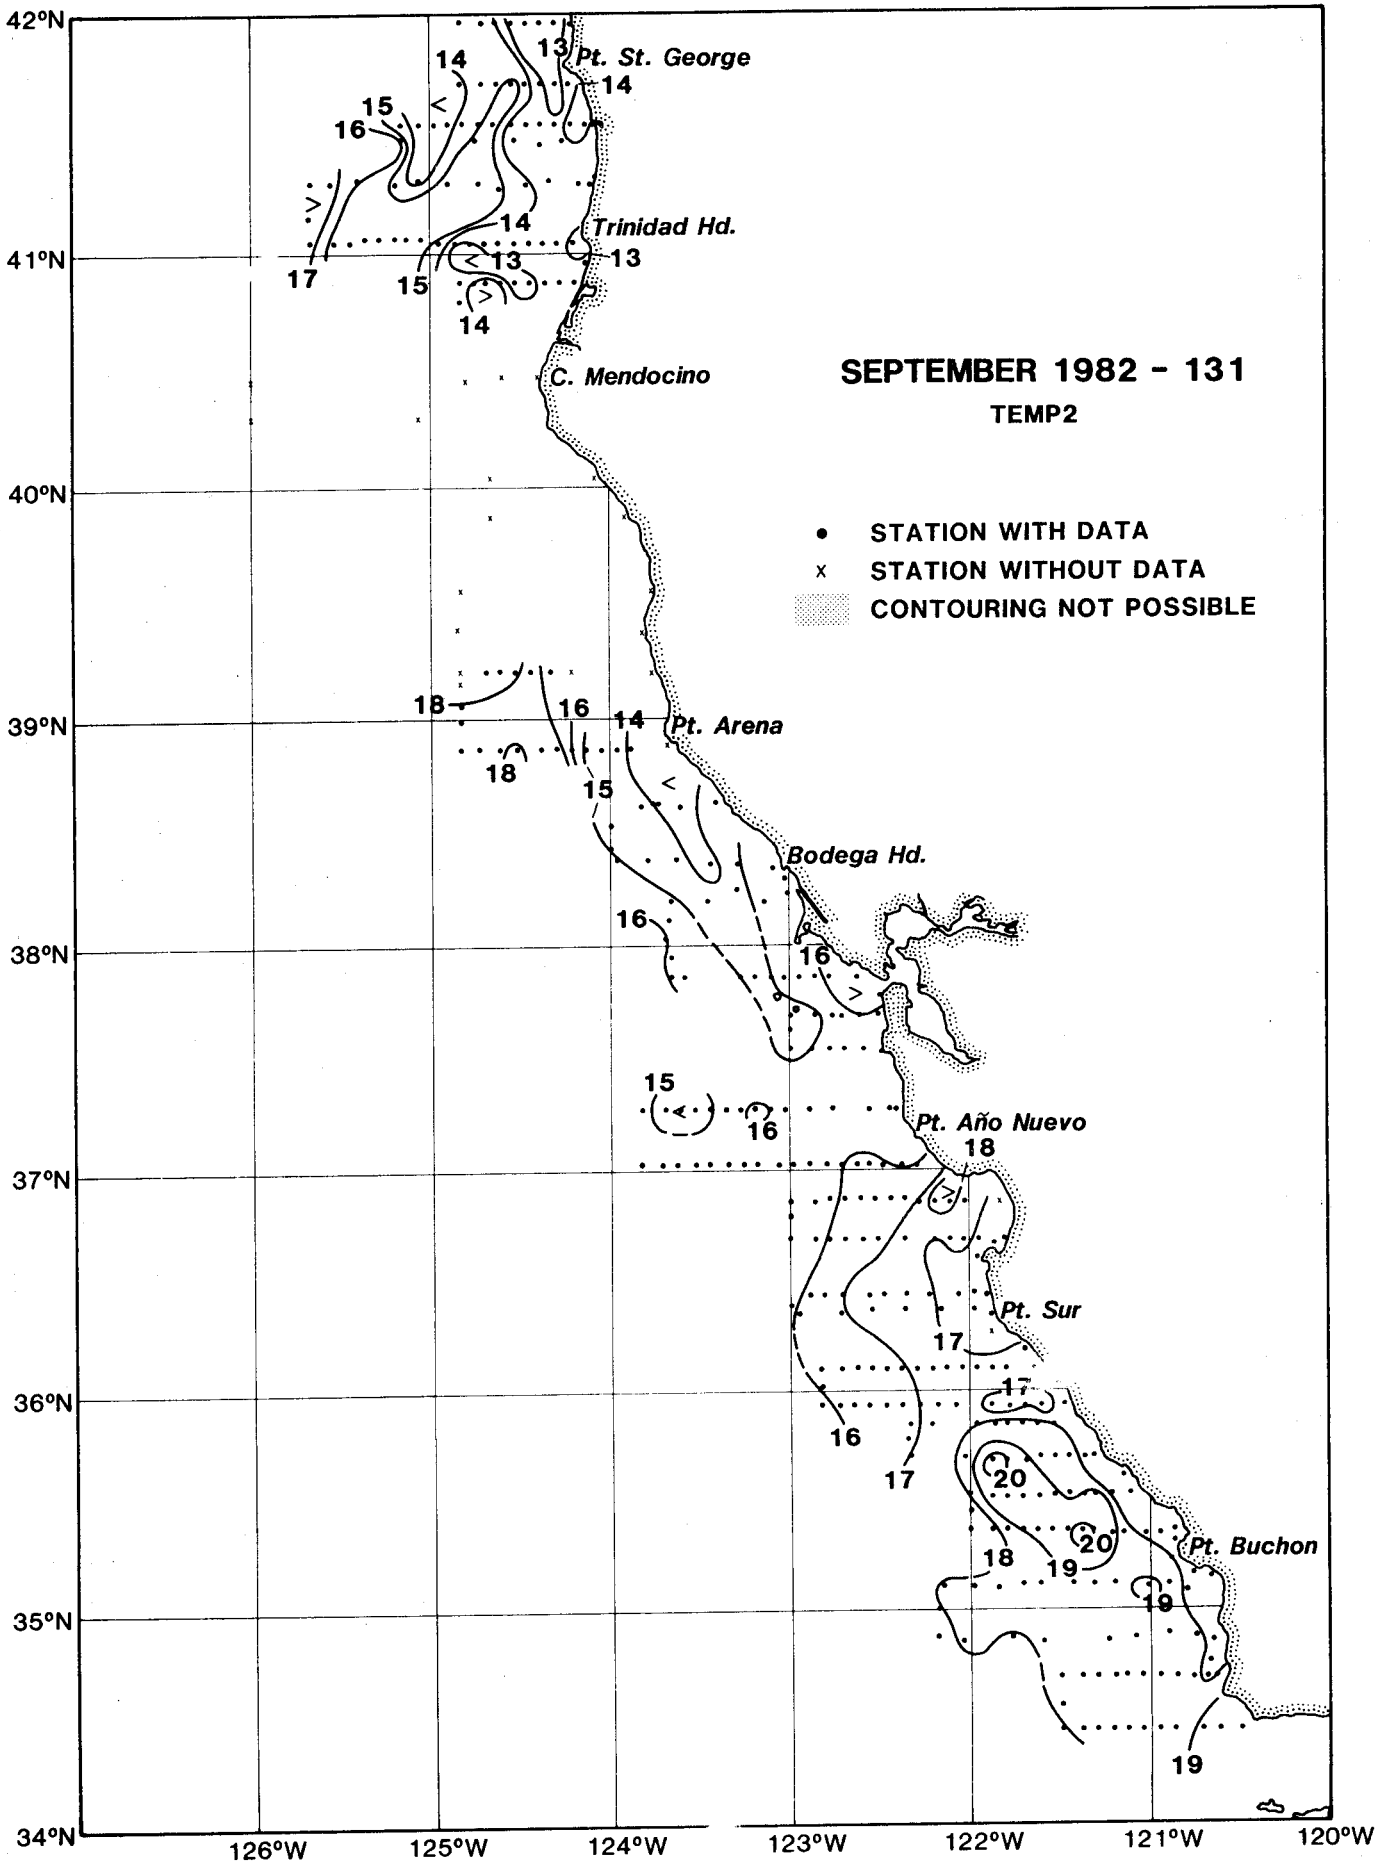 42°N
13
Pt. St. George
14
14
15
16
14
Trinidad Hd.
41°N
13
13
17
15
14
C. Mendocino
SEPTEMBER 1982 - 131
TEMP2
40°N
• STATION WITH DATA
x STATION WITHOUT DATA
CONTOURING NOT POSSIBLE
18
16
14
39°N
Pt. Arena
18
15
Bodega Hd.
16
38°N
16
15
16
Pt. Año Nuevo
18
37°N
Pt. Sur
17
17
36°N
16
17
20
20
18
19
Pt. Buchon
19
35°N
19
34°N
126°W
125°W
124°W
123°W
122°W
121°W
120°W